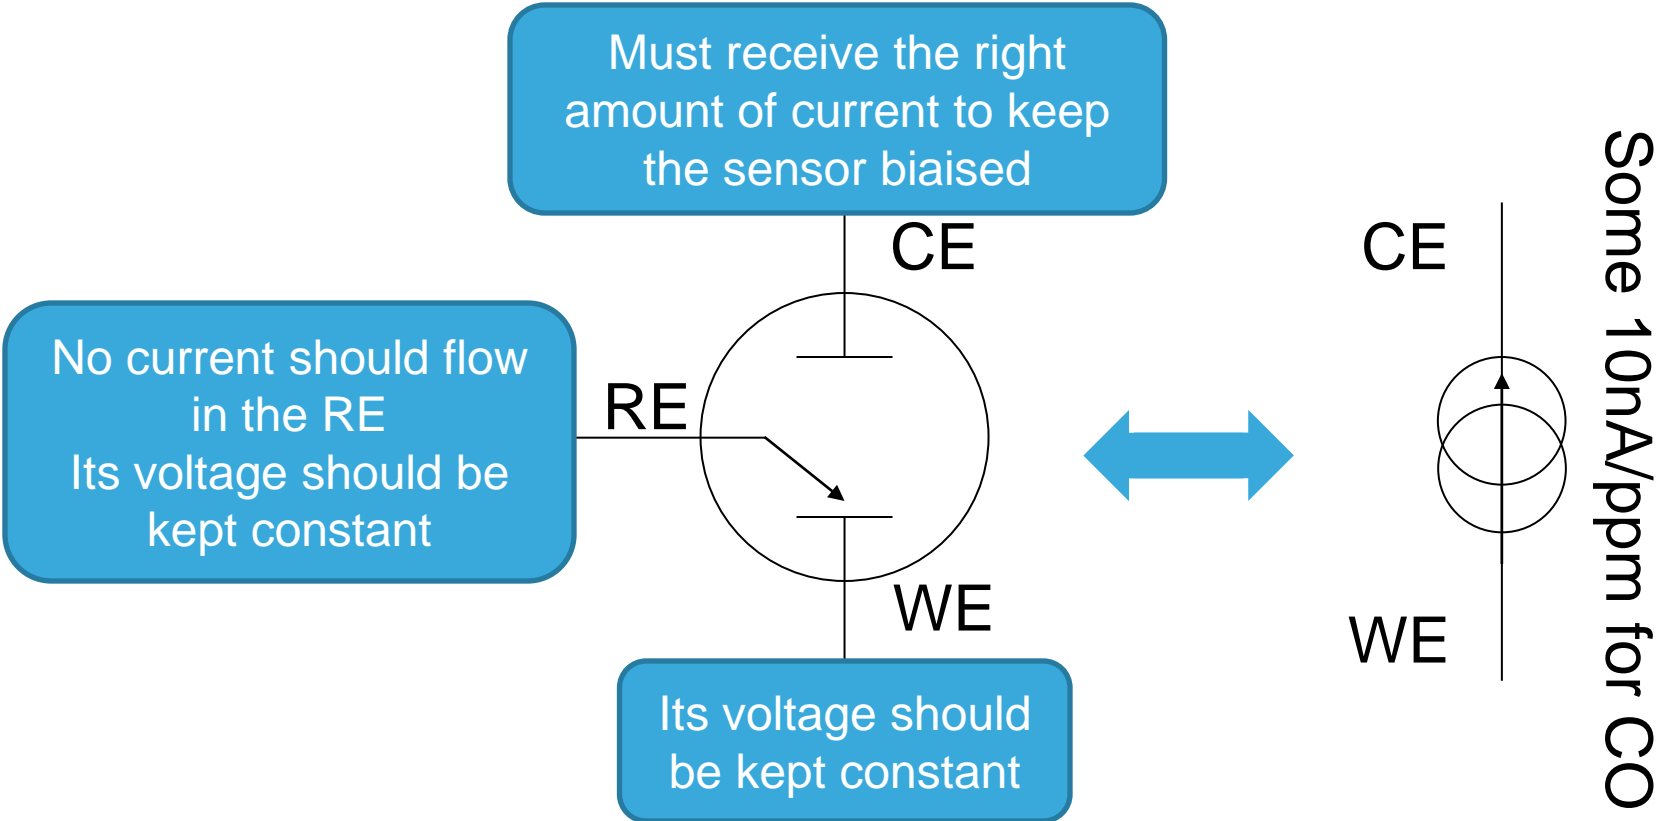 Must receive the right
amount of current to keep
the sensor biaised
CE
No current should flow
in the RE
Its voltage should be
kept constant
RE
WE
Its voltage should
be kept constant
CE
WE
Some 10nA/ppm for CO